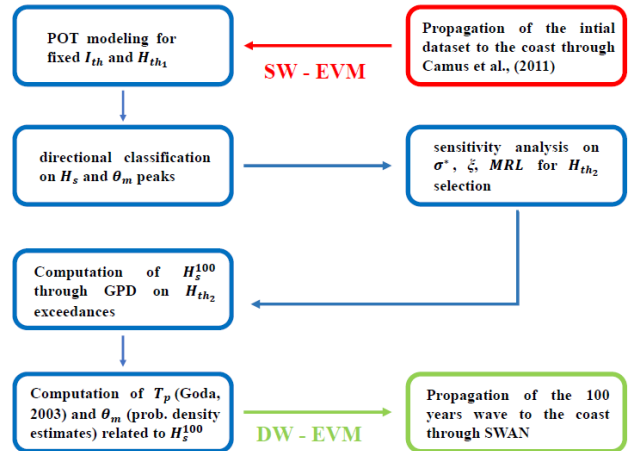 POT modeling for
fixed I_th and H_th₁
SW - EVM
Propagation of the intial
dataset to the coast through
Camus et al., (2011)
directional classification
on H_s and θ_m peaks
sensitivity analysis on
σ*, ξ, MRL for H_th₂
selection
Computation of H_s^100
through GPD on H_th₂
exceedances
Computation of T_p (Goda,
2003) and θ_m (prob. density
estimates) related to H_s^100
DW - EVM
Propagation of the 100
years wave to the coast
through SWAN